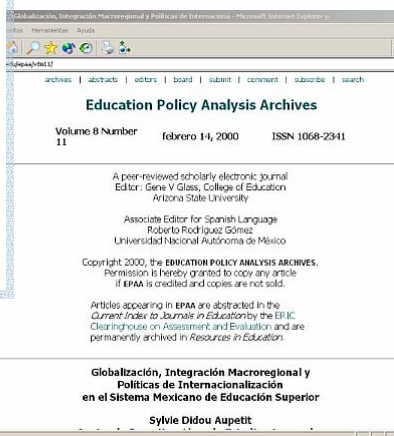 Globalización, Integración Macroregional y Políticas de Internaciona - Microsoft Internet Explorer p
Herramientas Ayuda
archives | abstracts | editors | board | submit | comment | subscribe | search
Education Policy Analysis Archives
Volume 8 Number 11 febrero 14, 2000 ISSN 1068-2341
A peer-reviewed scholarly electronic journal
Editor: Gene V Glass, College of Education
Arizona State University
Associate Editor for Spanish Language
Roberto Rodríguez Gómez
Universidad Nacional Autónoma de México
Copyright 2000, the EDUCATION POLICY ANALYSIS ARCHIVES.
Permission is hereby granted to copy any article
if EPAA is credited and copies are not sold.
Articles appearing in EPAA are abstracted in the
Current Index to Journals in Education by the ERIC
Clearinghouse on Assessment and Evaluation and are
permanently archived in Resources in Education.
Globalización, Integración Macroregional y
Políticas de Internacionalización
en el Sistema Mexicano de Educación Superior
Sylvie Didou Aupetit